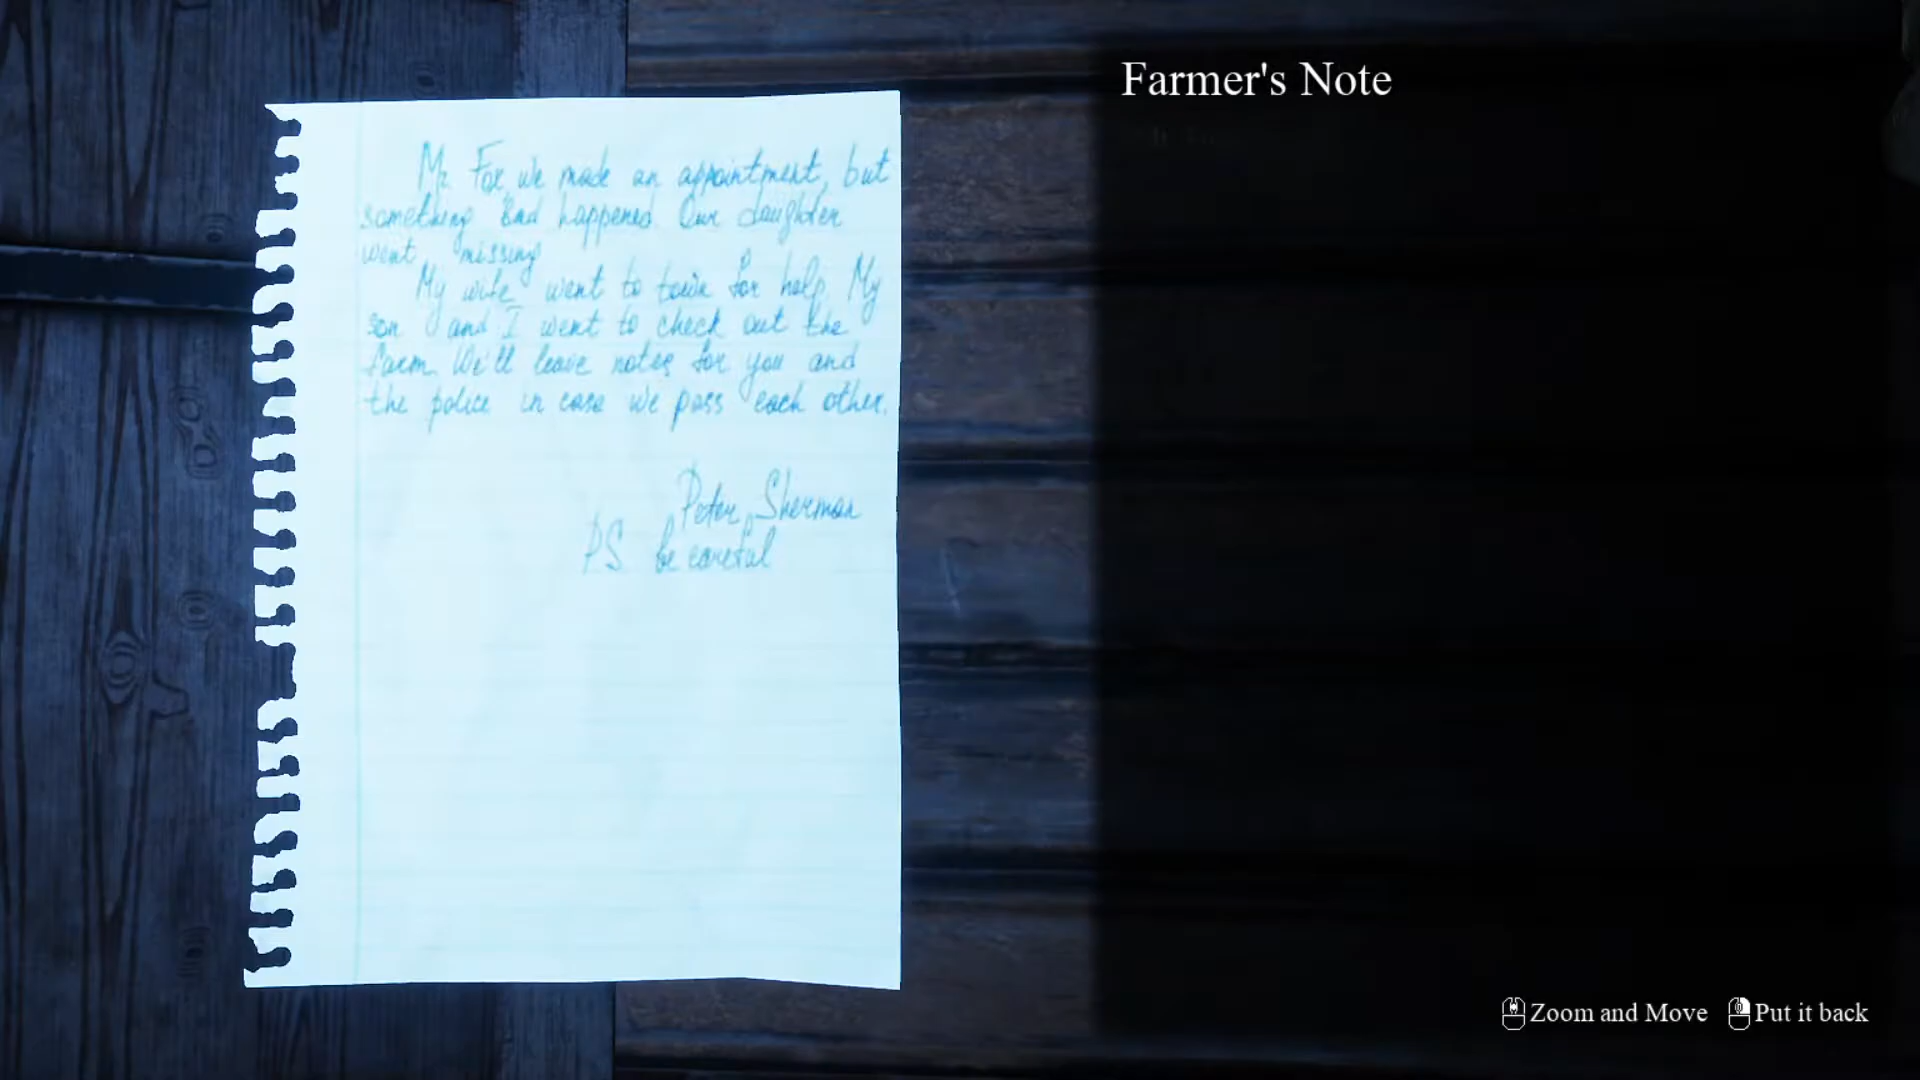 Farmer's Note
Mr. Fox, we made an appointment, but
something bad happened Our daughter
went missing
My wife went to town for help. My
son and I went to check out the
farm. We'll leave notes for you and
the police in case we pass each other.
Peter Sherman
PS be careful
Zoom and Move
Put it back